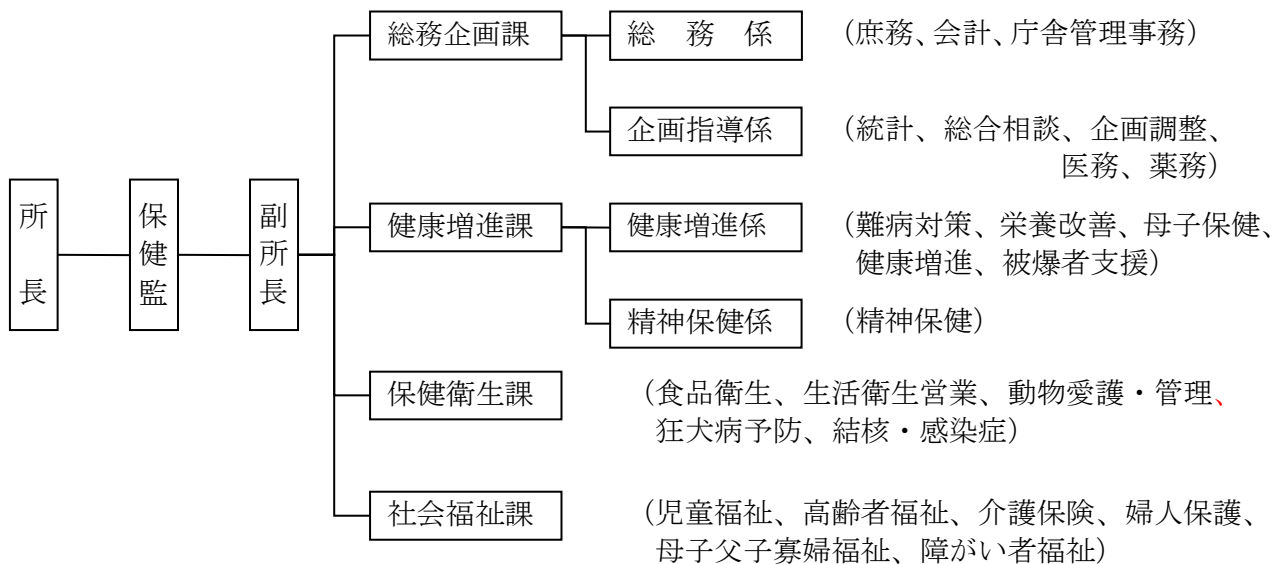 総務企画課
総　務　係
（庶務、会計、庁舎管理事務）
企画指導係
（統計、総合相談、企画調整、
医務、薬務）
所長
保健監
副所長
健康増進課
健康増進係
（難病対策、栄養改善、母子保健、
健康増進、被爆者支援）
精神保健係
（精神保健）
保健衛生課
（食品衛生、生活衛生営業、動物愛護・管理、
狂犬病予防、結核・感染症）
社会福祉課
（児童福祉、高齢者福祉、介護保険、婦人保護、
母子父子寡婦福祉、障がい者福祉）